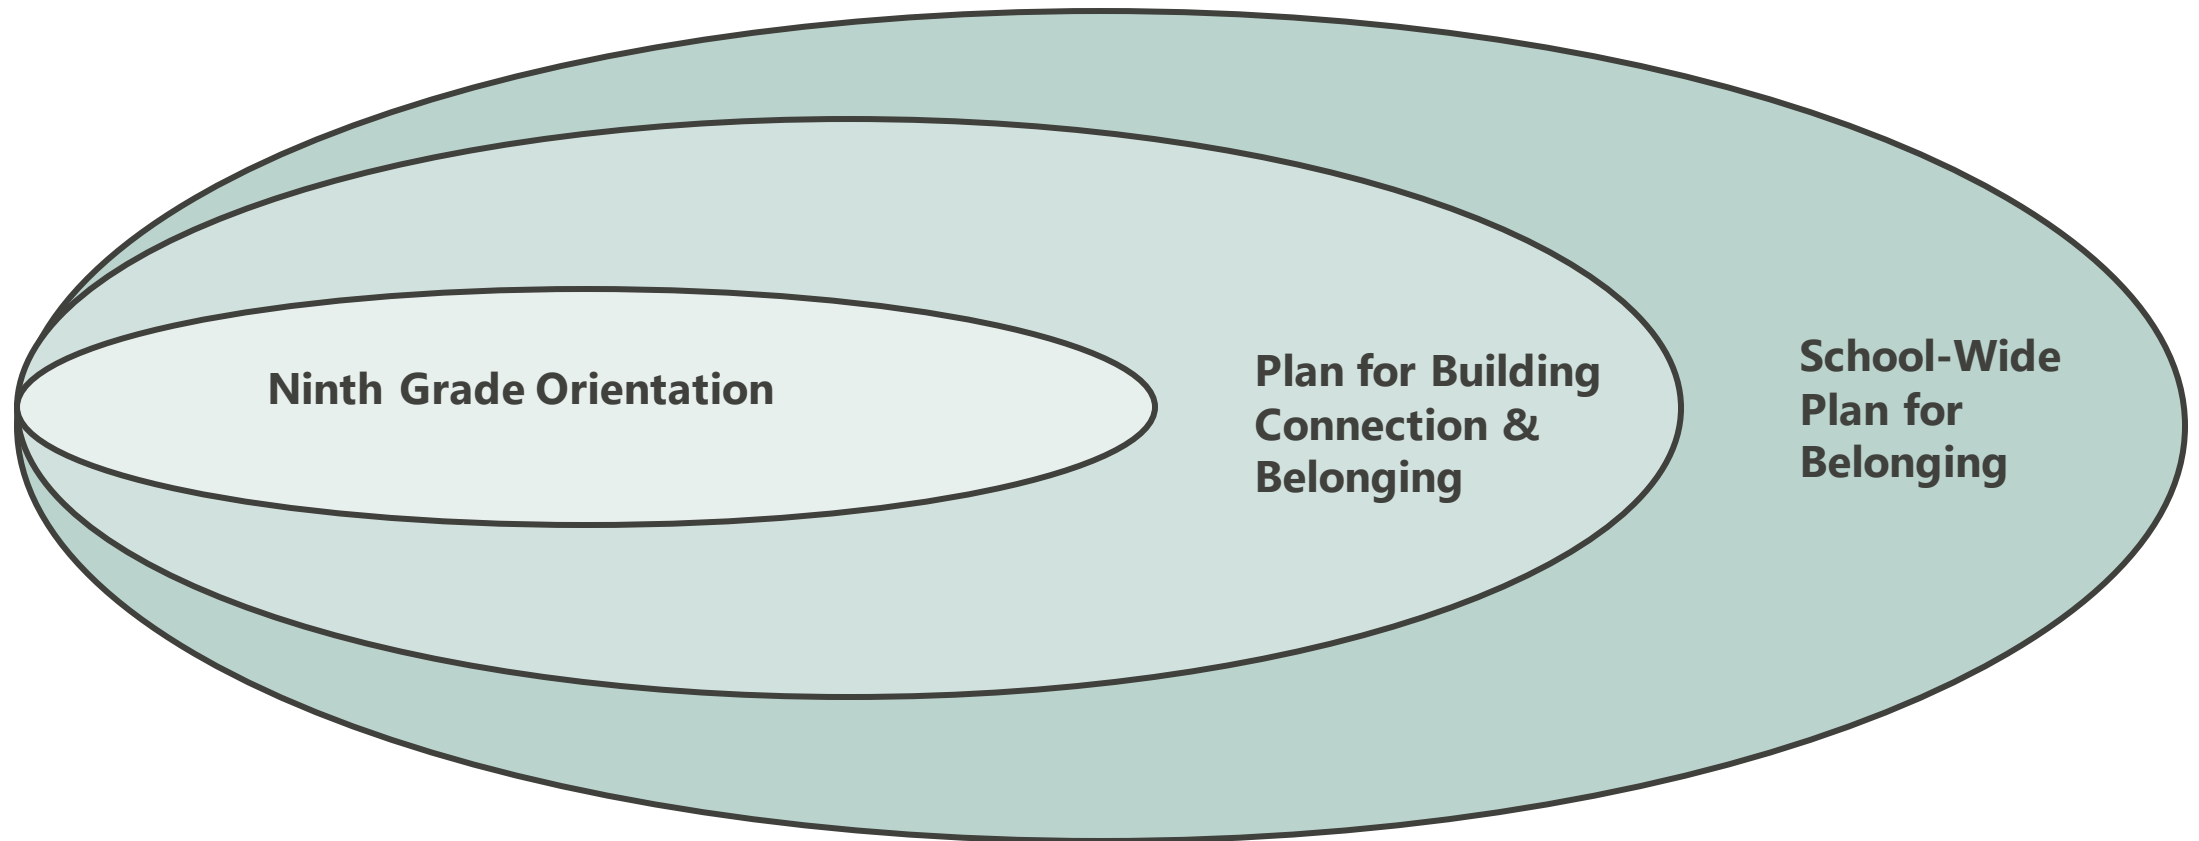 Ninth Grade Orientation
Plan for Building
Connection &
Belonging
School-Wide
Plan for
Belonging